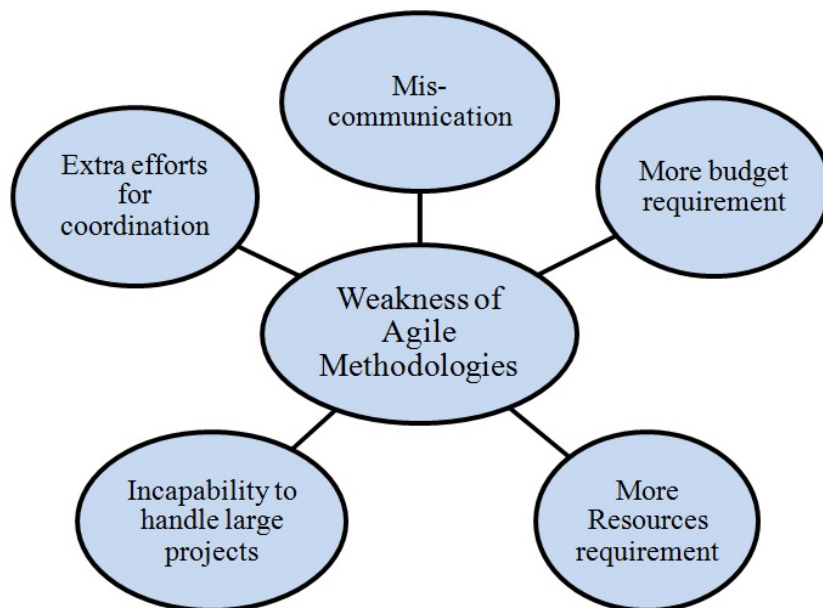 Mis-
communication
Extra efforts
for
coordination
More budget
requirement
Weakness of
Agile
Methodologies
Incapability to
handle large
projects
More
Resources
requirement